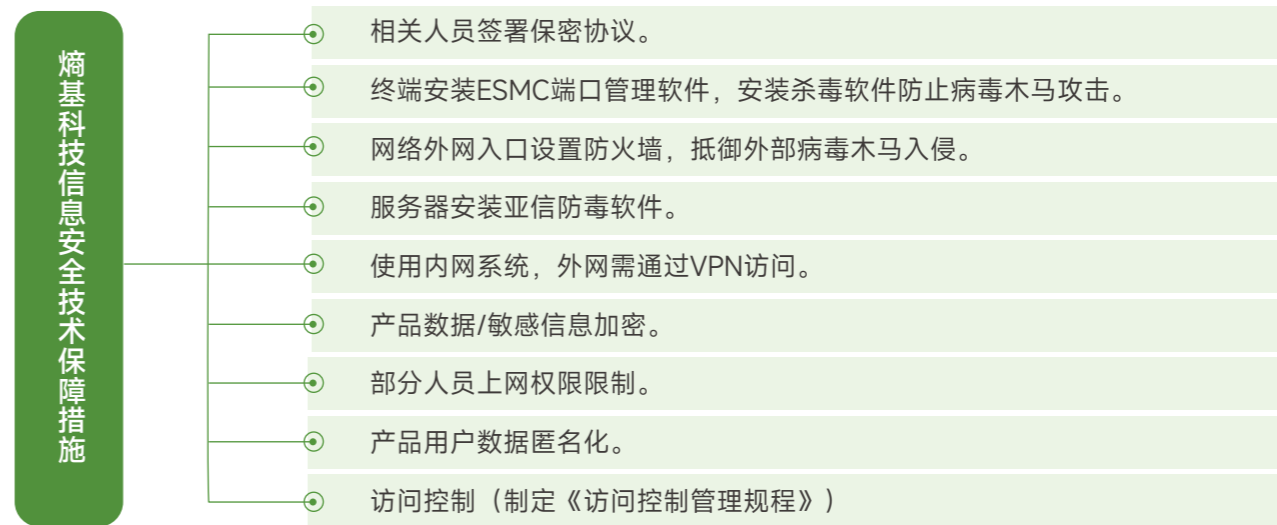 熵基科技信息安全技术保障措施
相关人员签署保密协议。
终端安装ESMC端口管理软件，安装杀毒软件防止病毒木马攻击。
网络外网入口设置防火墙，抵御外部病毒木马入侵。
服务器安装亚信防毒软件。
使用内网系统，外网需通过VPN访问。
产品数据/敏感信息加密。
部分人员上网权限限制。
产品用户数据匿名化。
访问控制（制定《访问控制管理规程》）